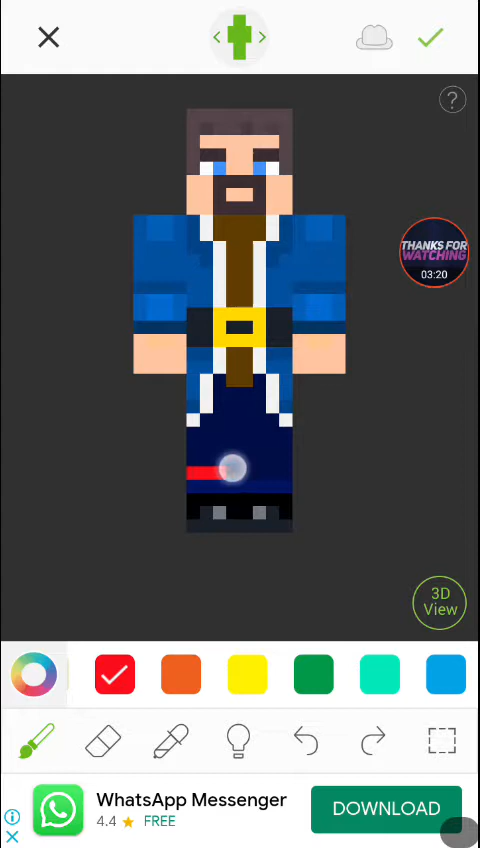 ?
THANKS FOR
WATCHING
03:20
3D
View
WhatsApp Messenger
4.4 ★ FREE
DOWNLOAD